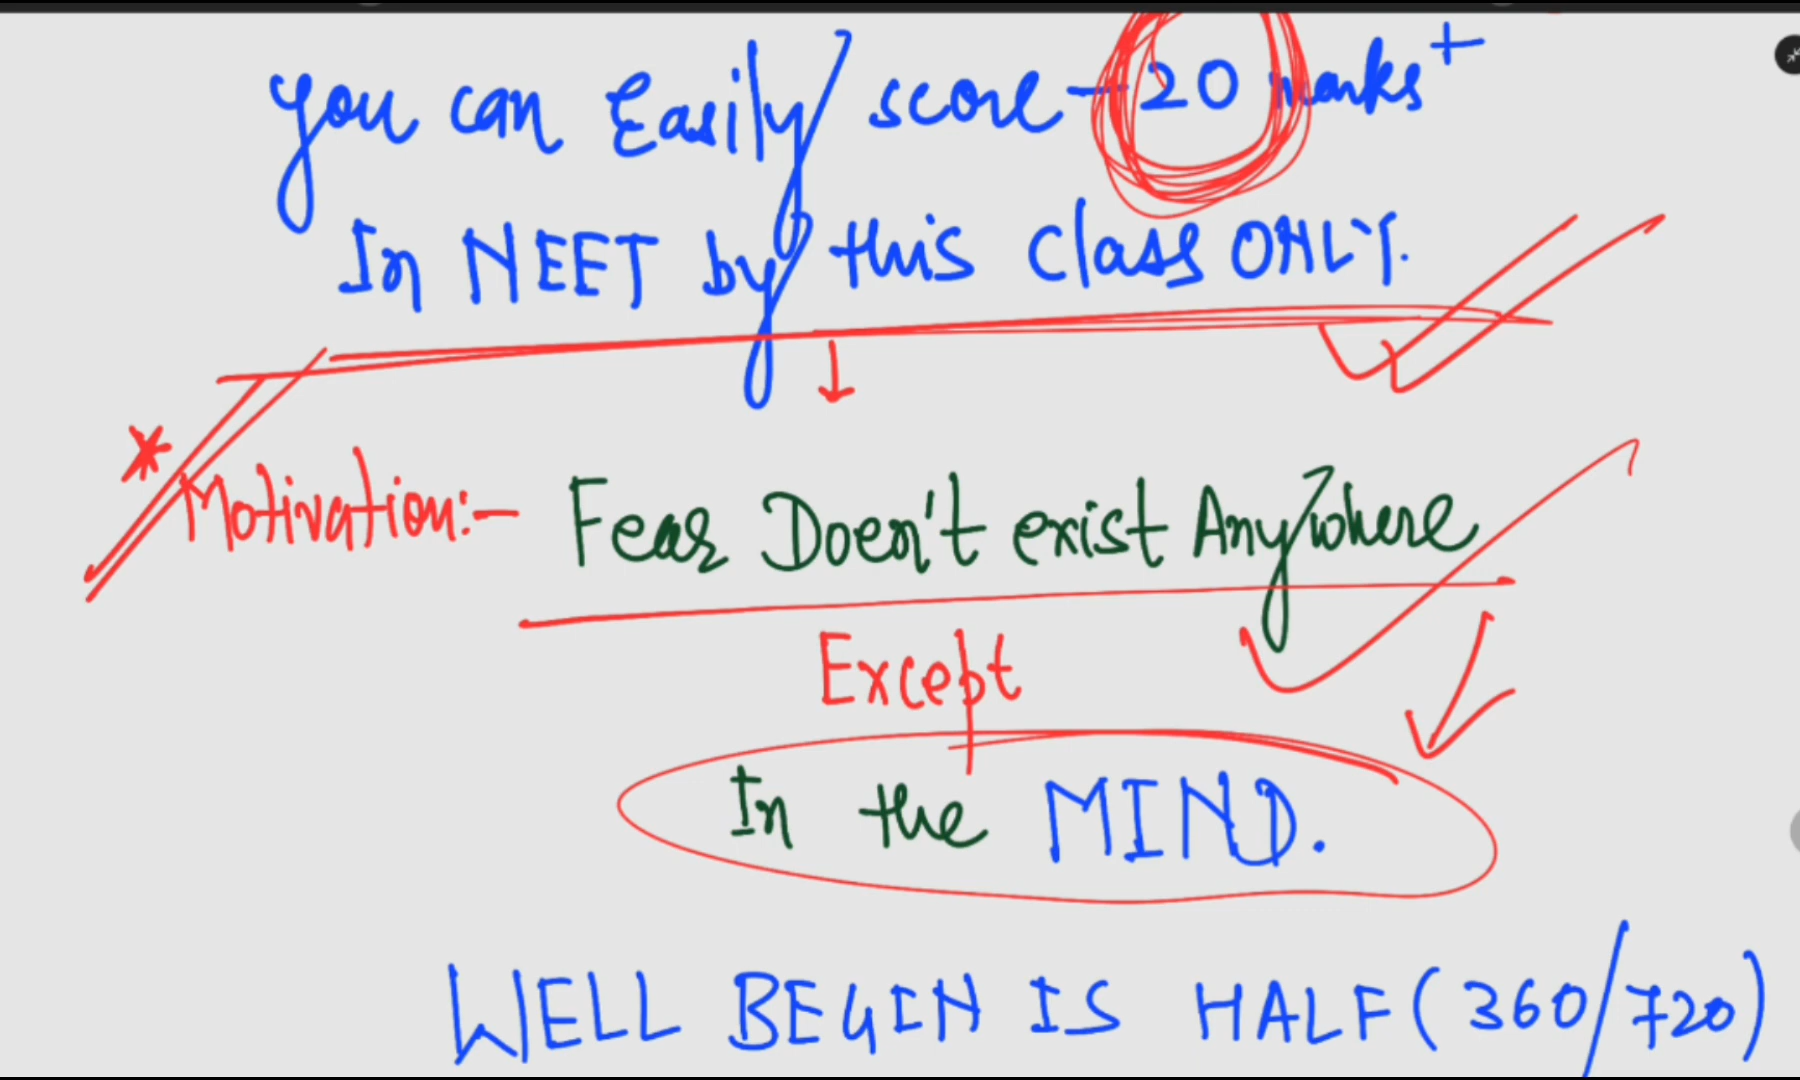 you can Easily score - 20 marks+
In NEET by this Class ONLY.
* Motivation:- Fear Doen't exist Anywhere
Except
In the MIND.
WELL BEGIN IS HALF (360/720)